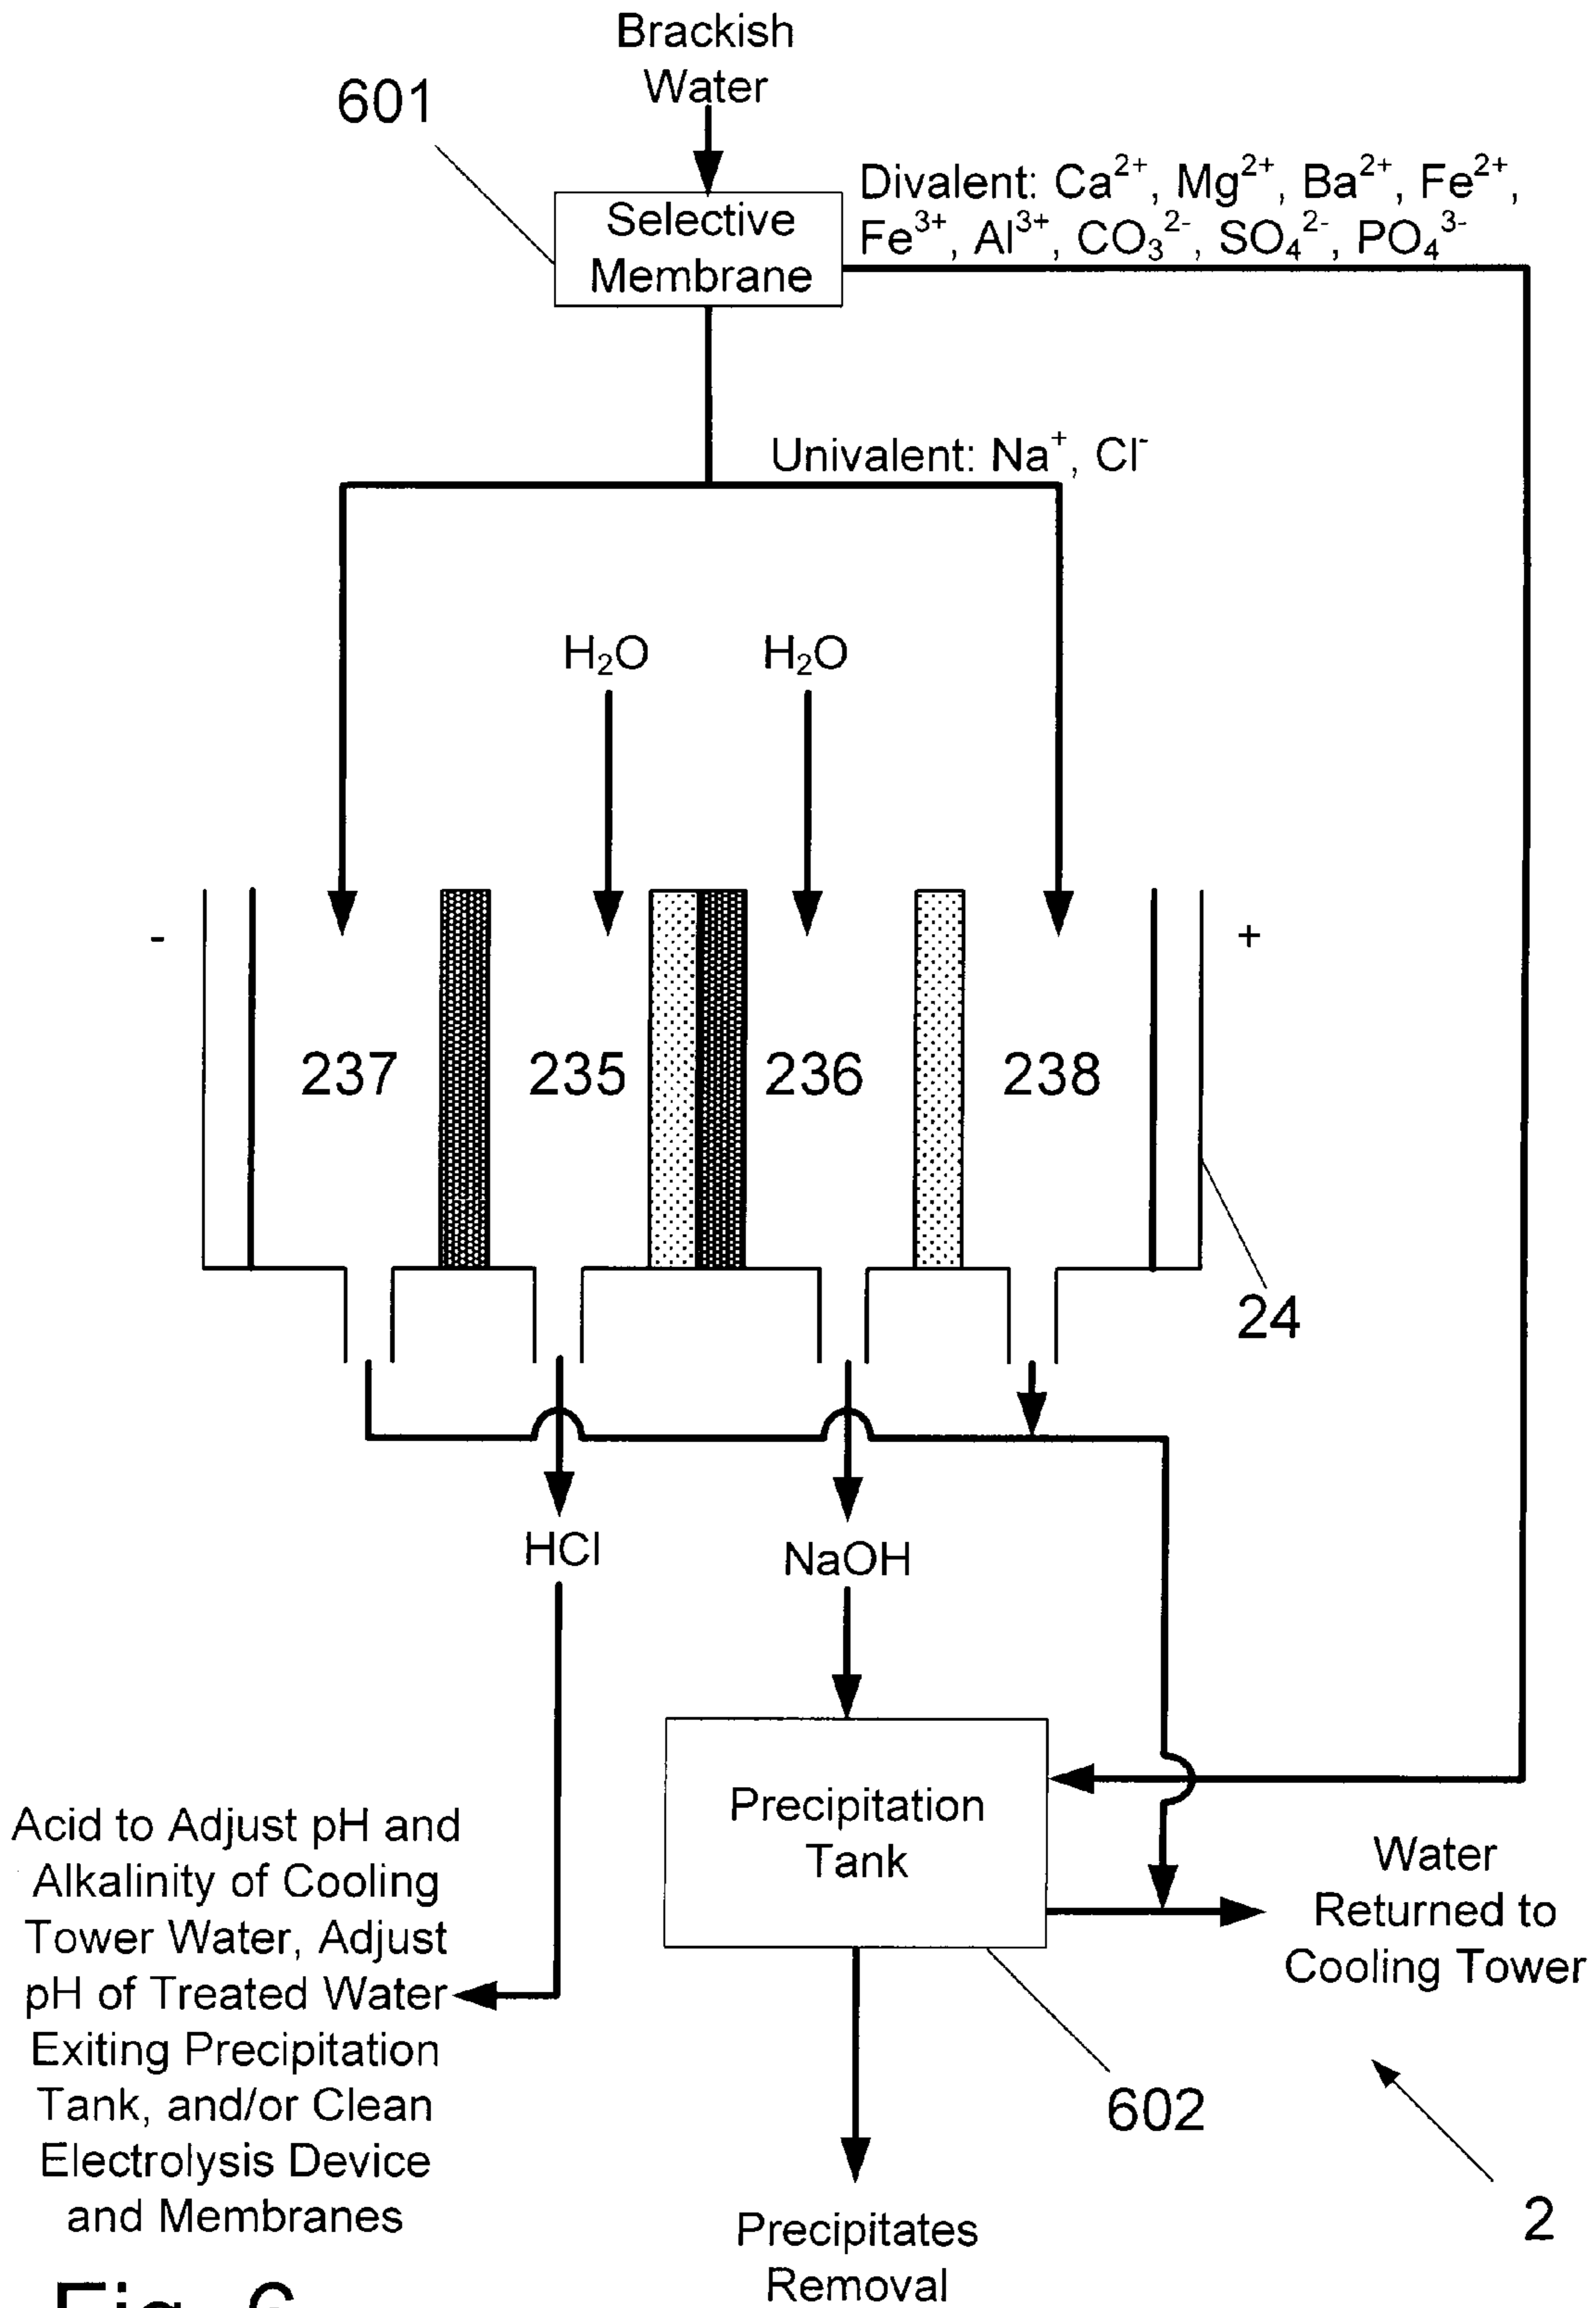 Brackish
Water
601
Selective
Membrane
Divalent: Ca²⁺, Mg²⁺, Ba²⁺, Fe²⁺,
Fe³⁺, Al³⁺, CO₃²⁻, SO₄²⁻, PO₄³⁻
Univalent: Na⁺, Cl⁻
H₂O H₂O
- +
237 235 236 238
24
HCl NaOH
Precipitation
Tank
Acid to Adjust pH and
Alkalinity of Cooling
Tower Water, Adjust
pH of Treated Water
Exiting Precipitation
Tank, and/or Clean
Electrolysis Device
and Membranes
Water
Returned to
Cooling Tower
602
2
Precipitates
Removal
Fig. 6